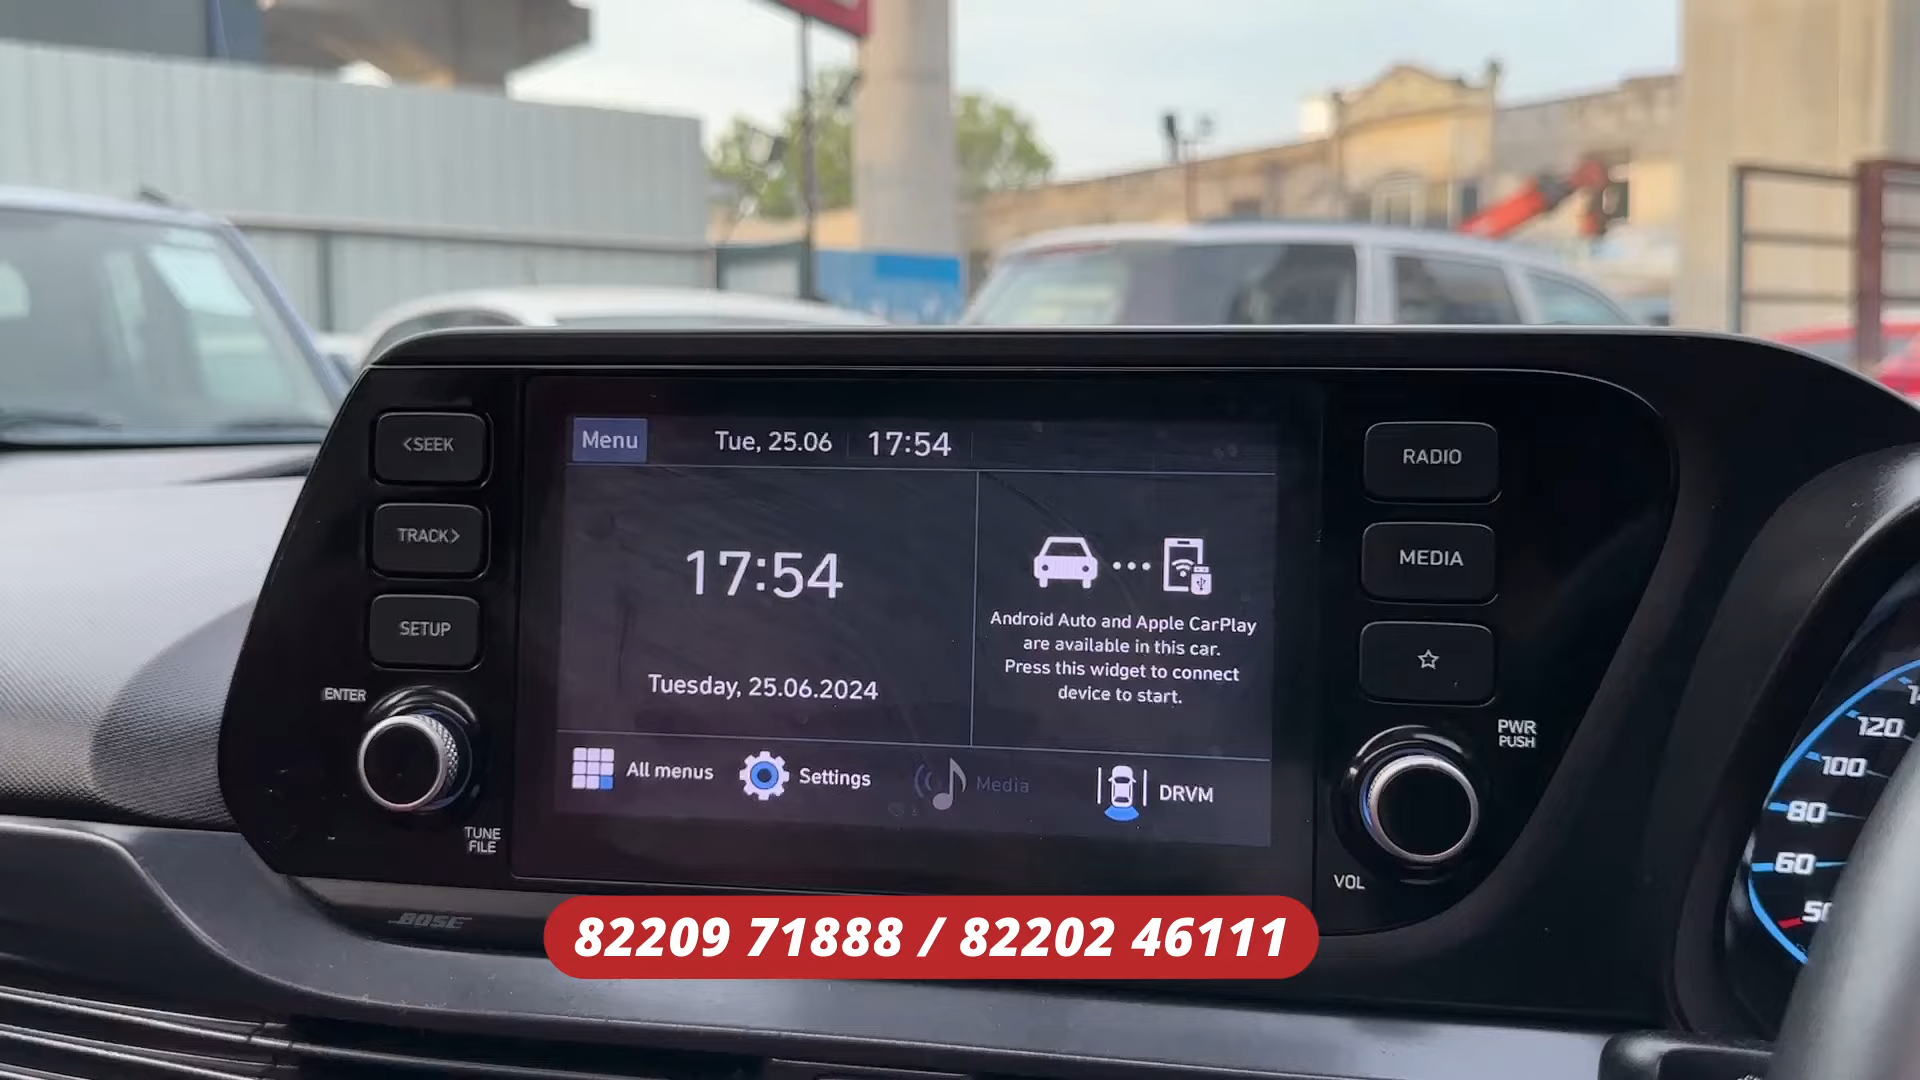 <SEEK
TRACK>
SETUP
ENTER
TUNE
FILE
BOSE
Menu
Tue, 25.06
17:54
17:54
Tuesday, 25.06.2024
Android Auto and Apple CarPlay
are available in this car.
Press this widget to connect
device to start.
All menus
Settings
Media
DRVM
RADIO
MEDIA
PWR
PUSH
VOL
120
100
80
60
82209 71888 / 82202 46111